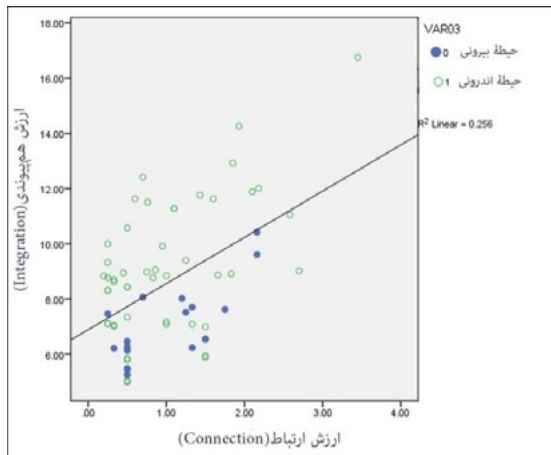 VAR03
حیطهٔ بیرونی 0
حیطهٔ اندرونی 1
R² Linear = 0.256
18.00
16.00
14.00
12.00
10.00
8.00
6.00
ارزش هم‌پیوندی(Integration)
.00 1.00 2.00 3.00 4.00
ارزش ارتباط(Connection)